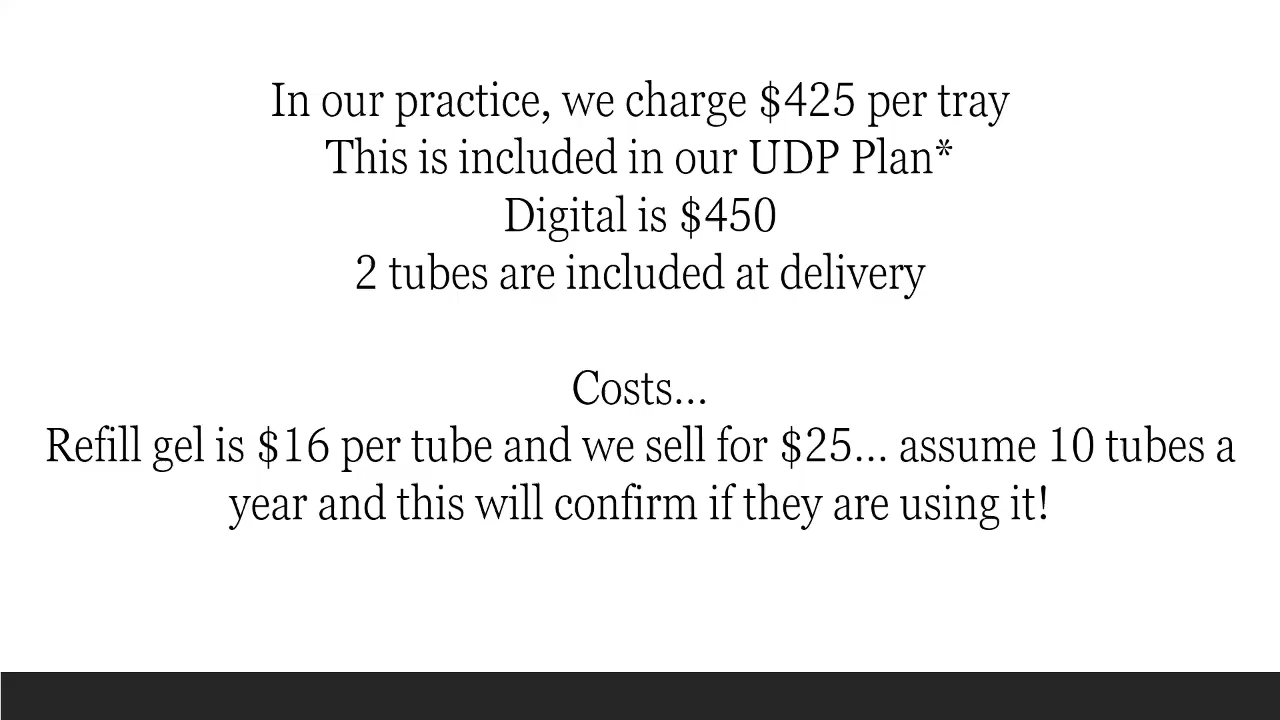 In our practice, we charge $425 per tray
This is included in our UDP Plan*
Digital is $450
2 tubes are included at delivery
Costs...
Refill gel is $16 per tube and we sell for $25... assume 10 tubes a
year and this will confirm if they are using it!